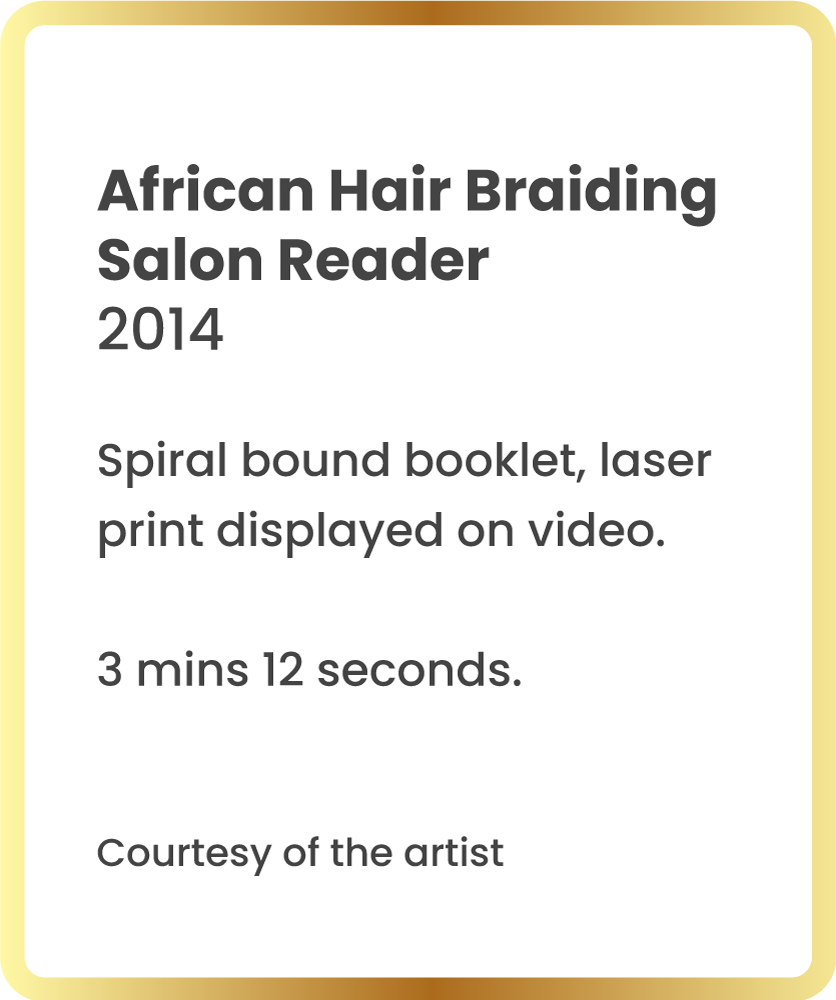 African Hair Braiding
Salon Reader
2014
Spiral bound booklet, laser
print displayed on video.
3 mins 12 seconds.
Courtesy of the artist